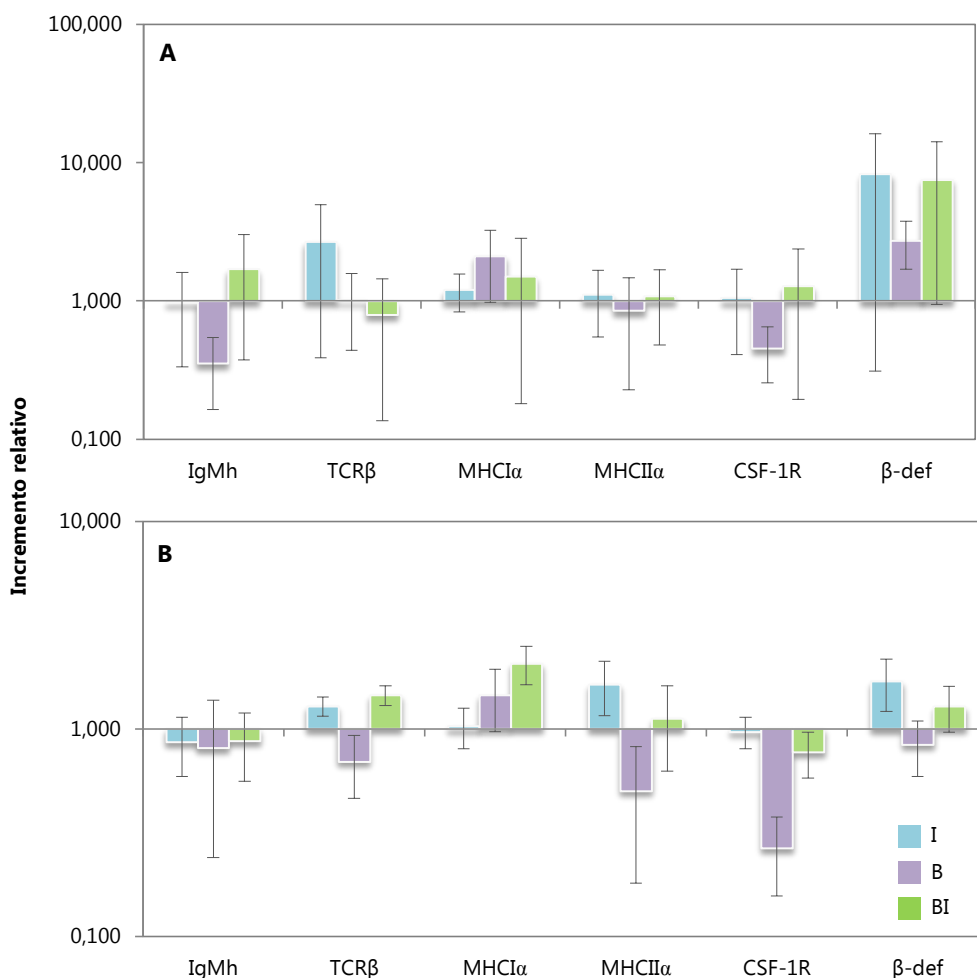 Incremento relativo
A
100,000
10,000
1,000
0,100
IgMh TCRβ MHCIα MHCIIα CSF-1R β-def
B
10,000
1,000
0,100
I
B
BI
IgMh TCRβ MHCIα MHCIIα CSF-1R β-def